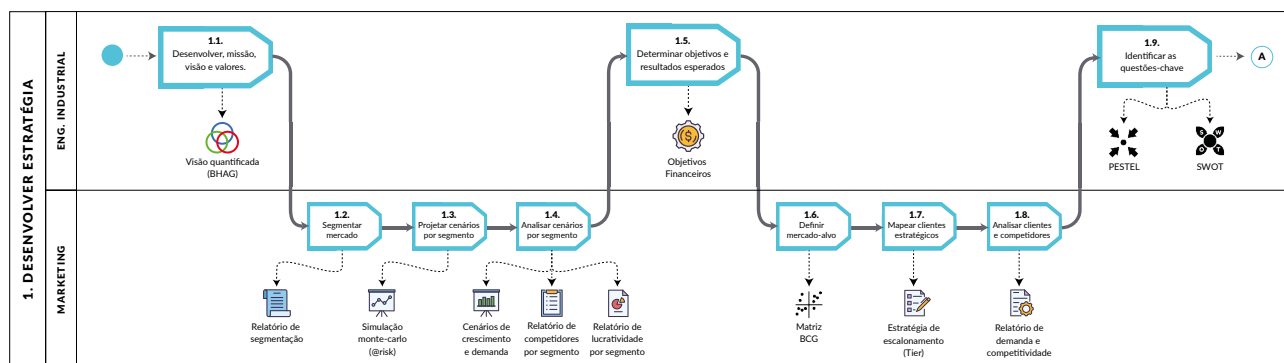 1. DESENVOLVER ESTRATÉGIA
ENG. INDUSTRIAL
1.1.
Desenvolver, missão,
visão e valores.
Visão quantificada
(BHAG)
1.5.
Determinar objetivos e
resultados esperados
$
Objetivos
Financeiros
1.9.
Identificar as
questões-chave
A
PESTEL
S
W
O
T
SWOT
MARKETING
1.2.
Segmentar
mercado
1.3.
Projetar cenários
por segmento
1.4.
Analisar cenários
por segmento
1.6.
Definir
mercado-alvo
1.7.
Mapear clientes
estratégicos
1.8.
Analisar clientes
e competidores
Relatório de
segmentação
Simulação
monte-carlo
(@risk)
Cenários de
crescimento
e demanda
Relatório de
competidores
por segmento
Relatório de
lucratividade
por segmento
Matriz
BCG
Estratégia de
escalonamento
(Tier)
Relatório de
demanda e
competitividade